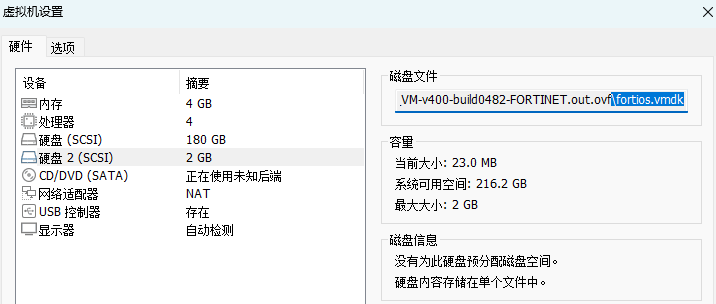 虚拟机设置
硬件 选项
设备 摘要
内存 4 GB
处理器 4
硬盘 (SCSI) 180 GB
硬盘 2 (SCSI) 2 GB
CD/DVD (SATA) 正在使用未知后端
网络适配器 NAT
USB 控制器 存在
显示器 自动检测
磁盘文件
VM-v400-build0482-FORTINET.out.ovf\fortios.vmdk
容量
当前大小: 23.0 MB
系统可用空间: 216.2 GB
最大大小: 2 GB
磁盘信息
没有为此硬盘预分配磁盘空间。
硬盘内容存储在单个文件中。